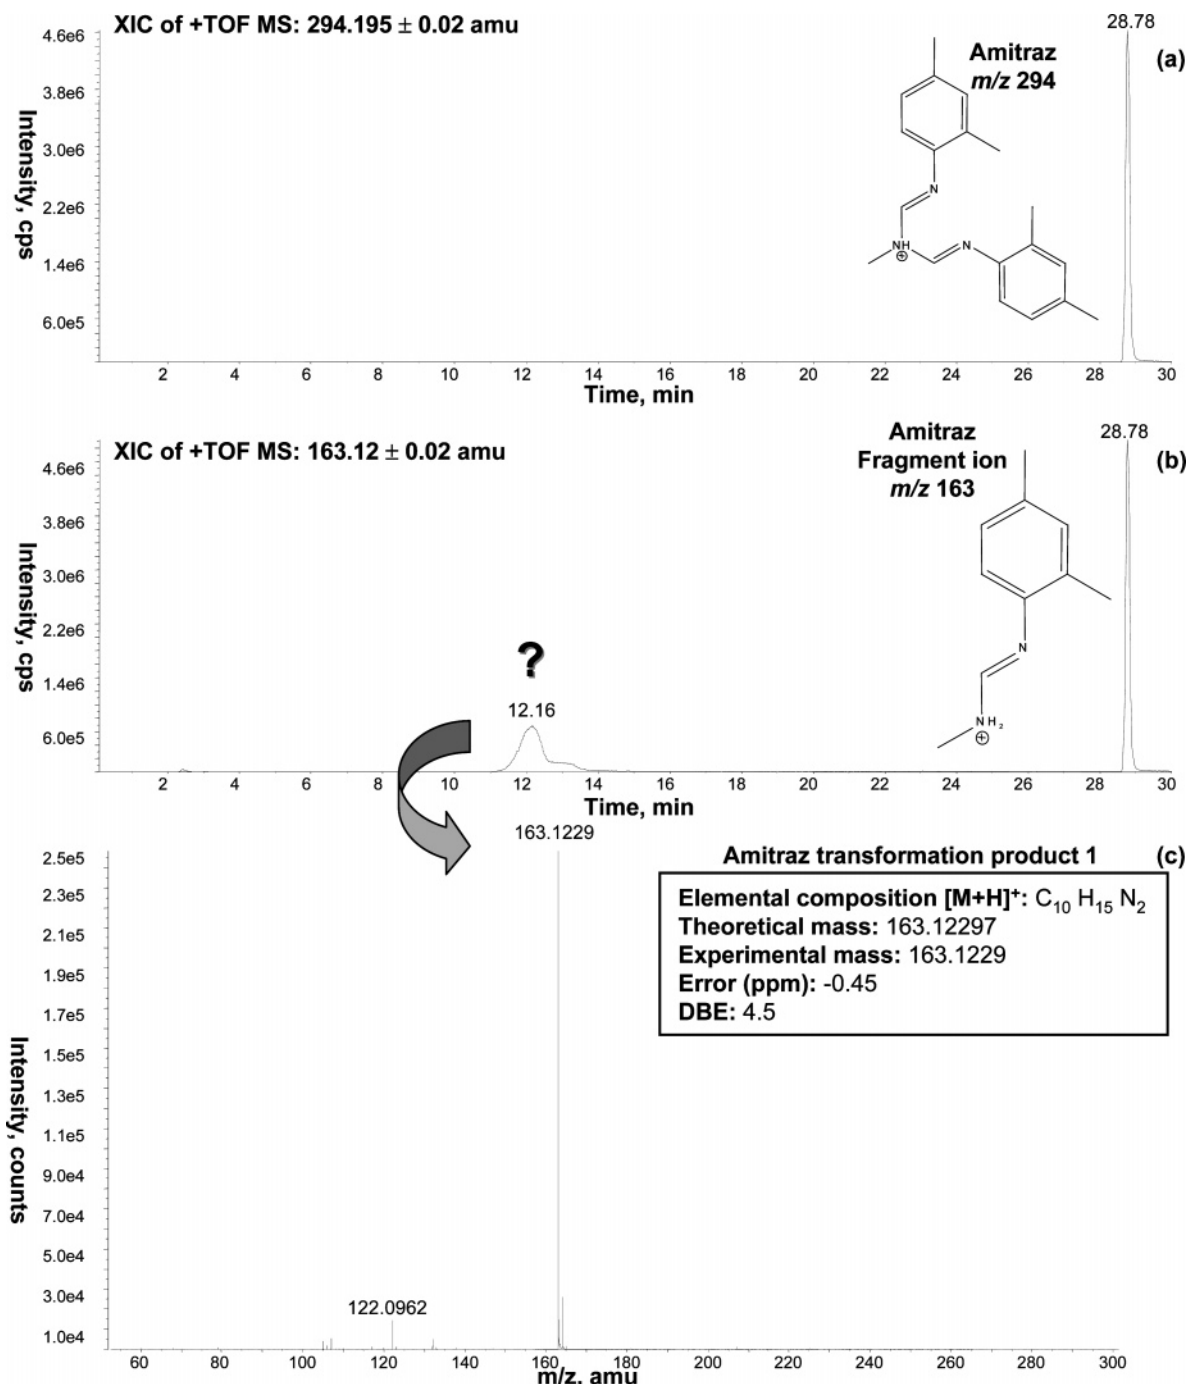 XIC of +TOF MS: 294.195 ± 0.02 amu
28.78
(a)
Amitraz
m/z 294
4.6e6
3.8e6
3.0e6
2.2e6
1.4e6
6.0e5
Intensity, cps
N
NH
⊕
N
2 4 6 8 10 12 14 16 18 20 22 24 26 28 30
Time, min
XIC of +TOF MS: 163.12 ± 0.02 amu
Amitraz
Fragment ion
m/z 163
28.78
(b)
4.6e6
3.8e6
3.0e6
2.2e6
1.4e6
6.0e5
Intensity, cps
?
12.16
N
NH₂
⊕
2 4 6 8 10 12 14 16 18 20 22 24 26 28 30
Time, min
163.1229
Amitraz transformation product 1
(c)
Elemental composition [M+H]⁺: C₁₀ H₁₅ N₂
Theoretical mass: 163.12297
Experimental mass: 163.1229
Error (ppm): -0.45
DBE: 4.5
2.5e5
2.3e5
2.1e5
1.9e5
1.7e5
1.5e5
1.3e5
1.1e5
9.0e4
7.0e4
5.0e4
3.0e4
1.0e4
Intensity, counts
122.0962
60 80 100 120 140 160 180 200 220 240 260 280 300
m/z, amu